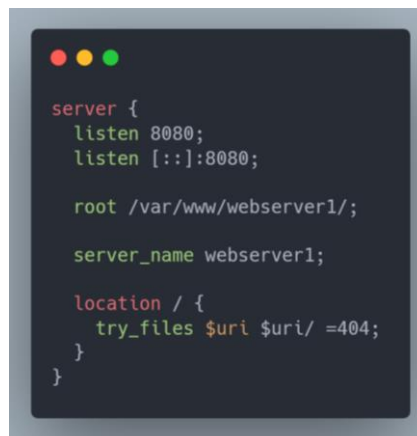 server {
listen 8080;
listen [::]:8080;
root /var/www/webserver1/;
server_name webserver1;
location / {
try_files $uri $uri/ =404;
}
}